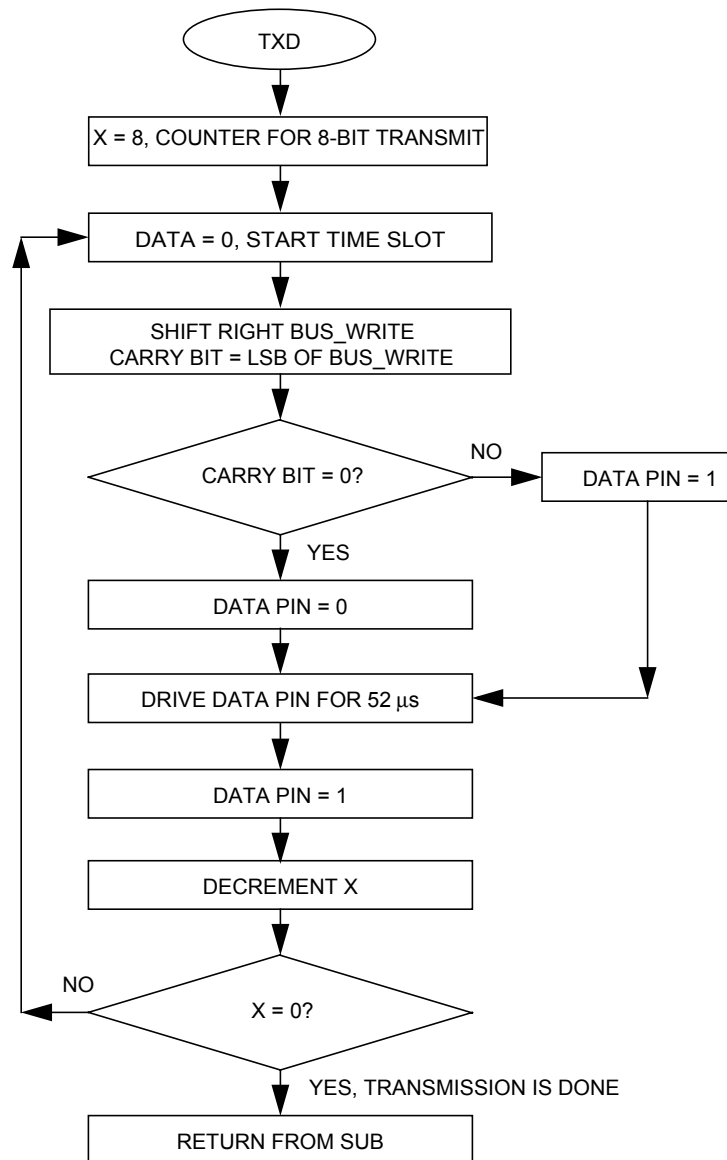 TXD
X = 8, COUNTER FOR 8-BIT TRANSMIT
DATA = 0, START TIME SLOT
SHIFT RIGHT BUS_WRITE
CARRY BIT = LSB OF BUS_WRITE
CARRY BIT = 0?
NO
DATA PIN = 1
YES
DATA PIN = 0
DRIVE DATA PIN FOR 52 μs
DATA PIN = 1
DECREMENT X
NO
X = 0?
YES, TRANSMISSION IS DONE
RETURN FROM SUB